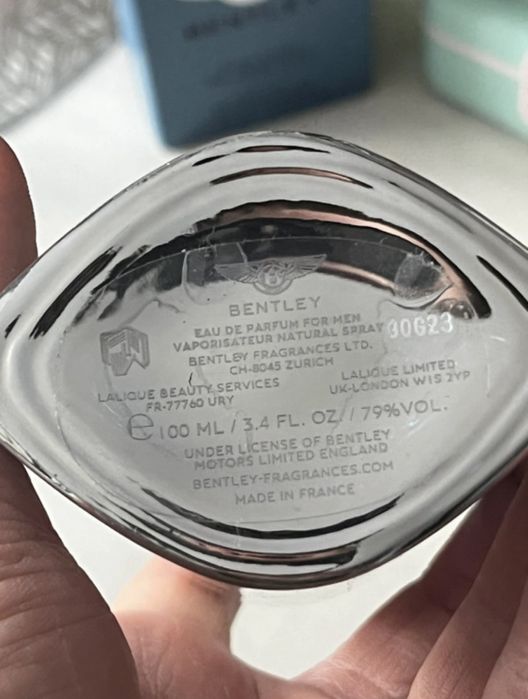 BENTLEY
EAU DE PARFUM FOR MEN
VAPORISATEUR NATURAL SPRAY 30G23
BENTLEY FRAGRANCES LTD.
CH-8045 ZURICH
LALIQUE BEAUTY SERVICES
FR-77760 URY
LALIQUE LIMITED
UK-LONDON W1S 2YP
℮ 100 ML / 3.4 FL. OZ. / 79%VOL.
UNDER LICENSE OF BENTLEY
MOTORS LIMITED ENGLAND
BENTLEY-FRAGRANCES.COM
MADE IN FRANCE